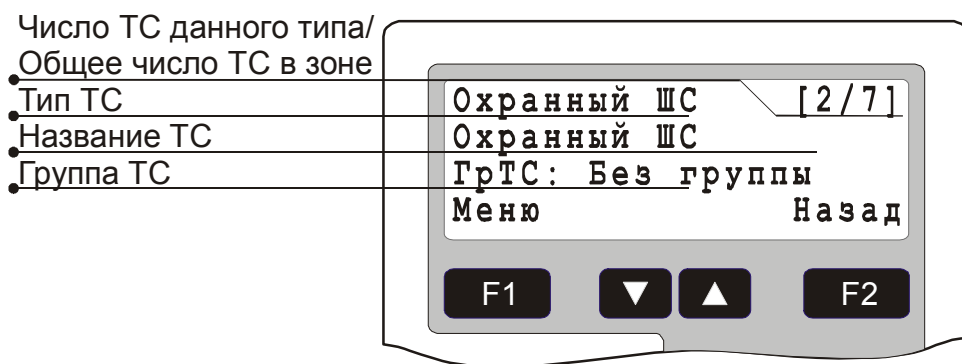 Число ТС данного типа/
Общее число ТС в зоне
Тип ТС
Название ТС
Группа ТС
Охранный ШС [2/7]
Охранный ШС
ГрТС: Без группы
Меню Назад
F1 ▼ ▲ F2